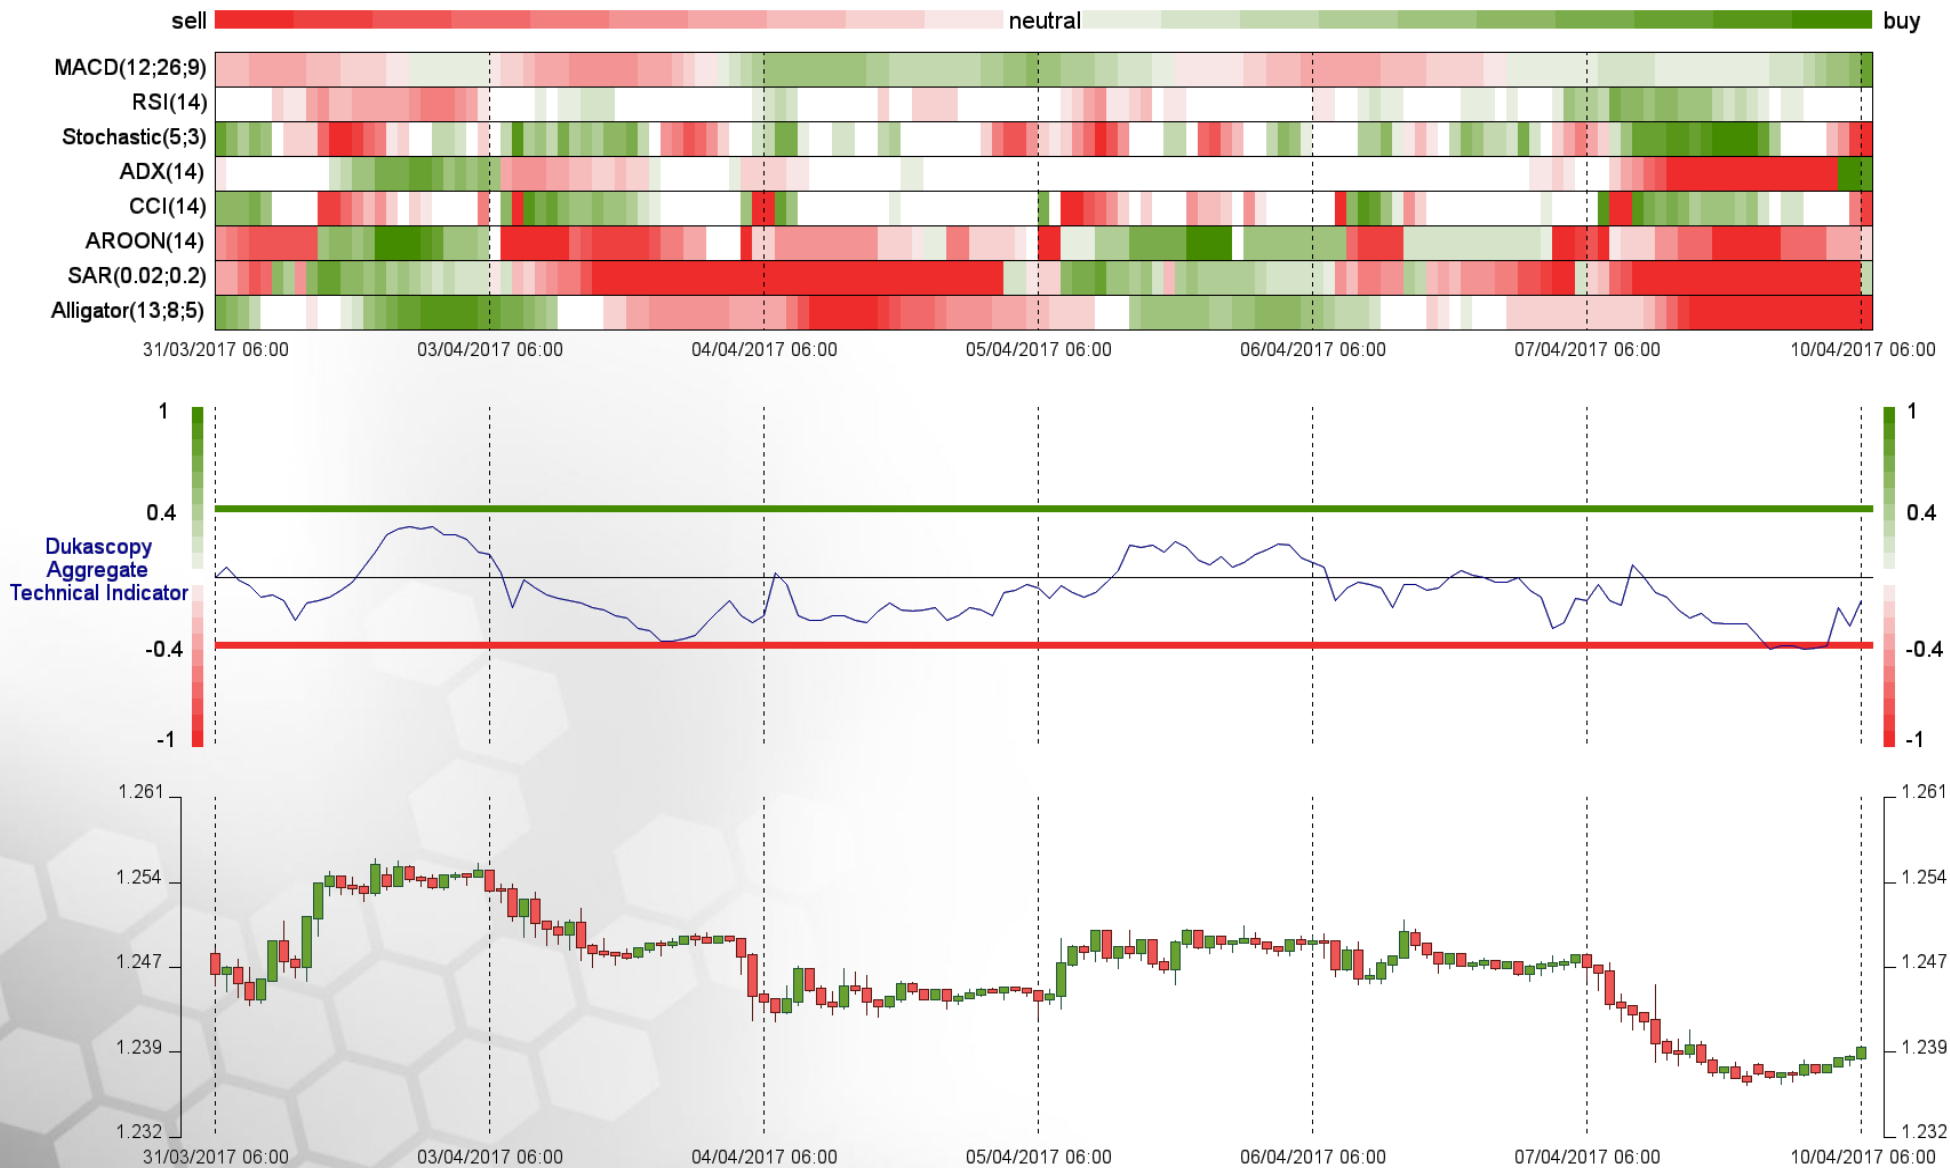 sell neutral buy
MACD(12;26;9)
RSI(14)
Stochastic(5;3)
ADX(14)
CCI(14)
AROON(14)
SAR(0.02;0.2)
Alligator(13;8;5)
31/03/2017 06:00 03/04/2017 06:00 04/04/2017 06:00 05/04/2017 06:00 06/04/2017 06:00 07/04/2017 06:00 10/04/2017 06:00
1 1
0.4 0.4
Dukascopy
Aggregate
Technical Indicator
-0.4 -0.4
-1 -1
1.261 1.261
1.254 1.254
1.247 1.247
1.239 1.239
1.232 1.232
31/03/2017 06:00 03/04/2017 06:00 04/04/2017 06:00 05/04/2017 06:00 06/04/2017 06:00 07/04/2017 06:00 10/04/2017 06:00